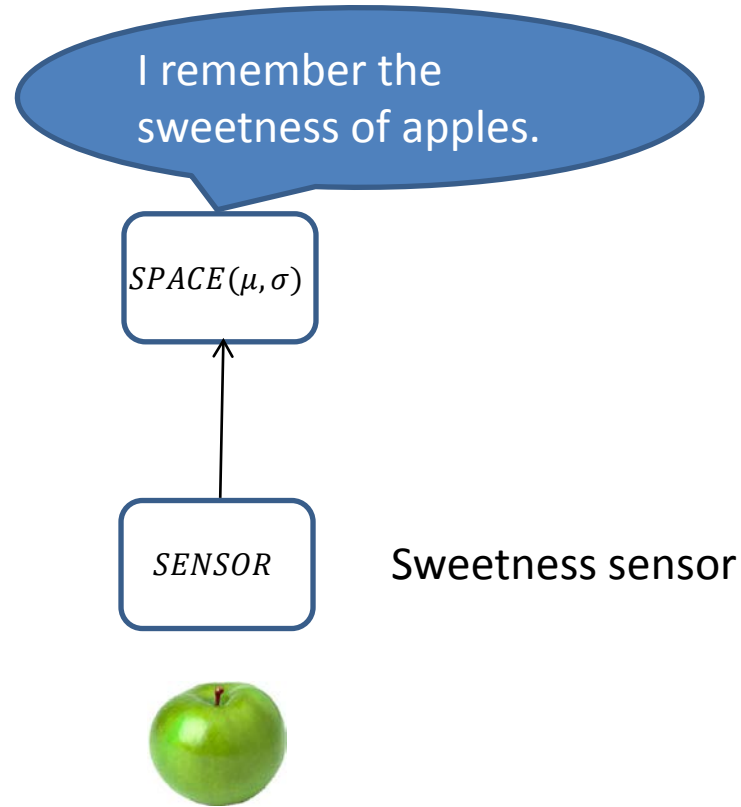 I remember the
sweetness of apples.
SPACE(μ, σ)
SENSOR
Sweetness sensor